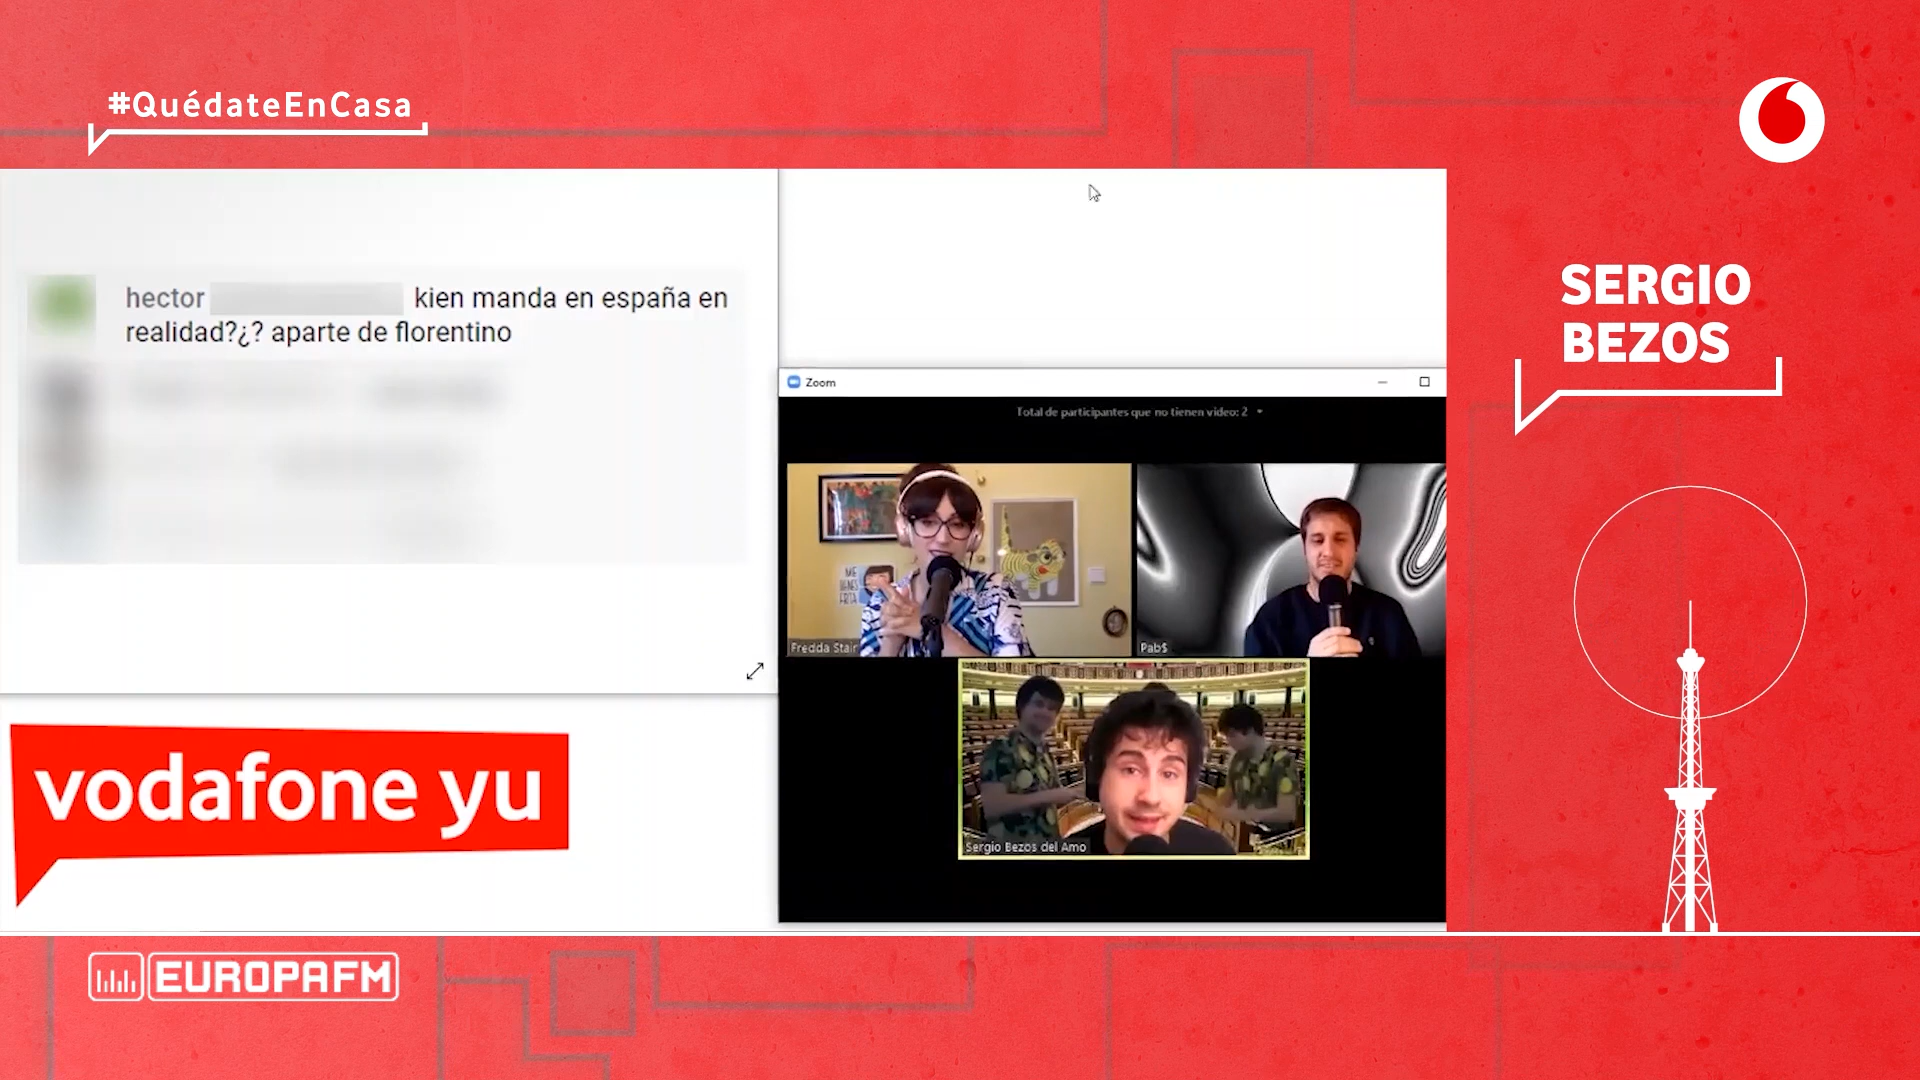 #QuédateEnCasa
hector kien manda en españa en
realidad?¿? aparte de florentino
SERGIO
BEZOS
Zoom
Total de participantes que no tienen video: 2
ME
Fredda Stair
Pab$
Sergio Bezos del Amo
vodafone yu
EUROPAFM